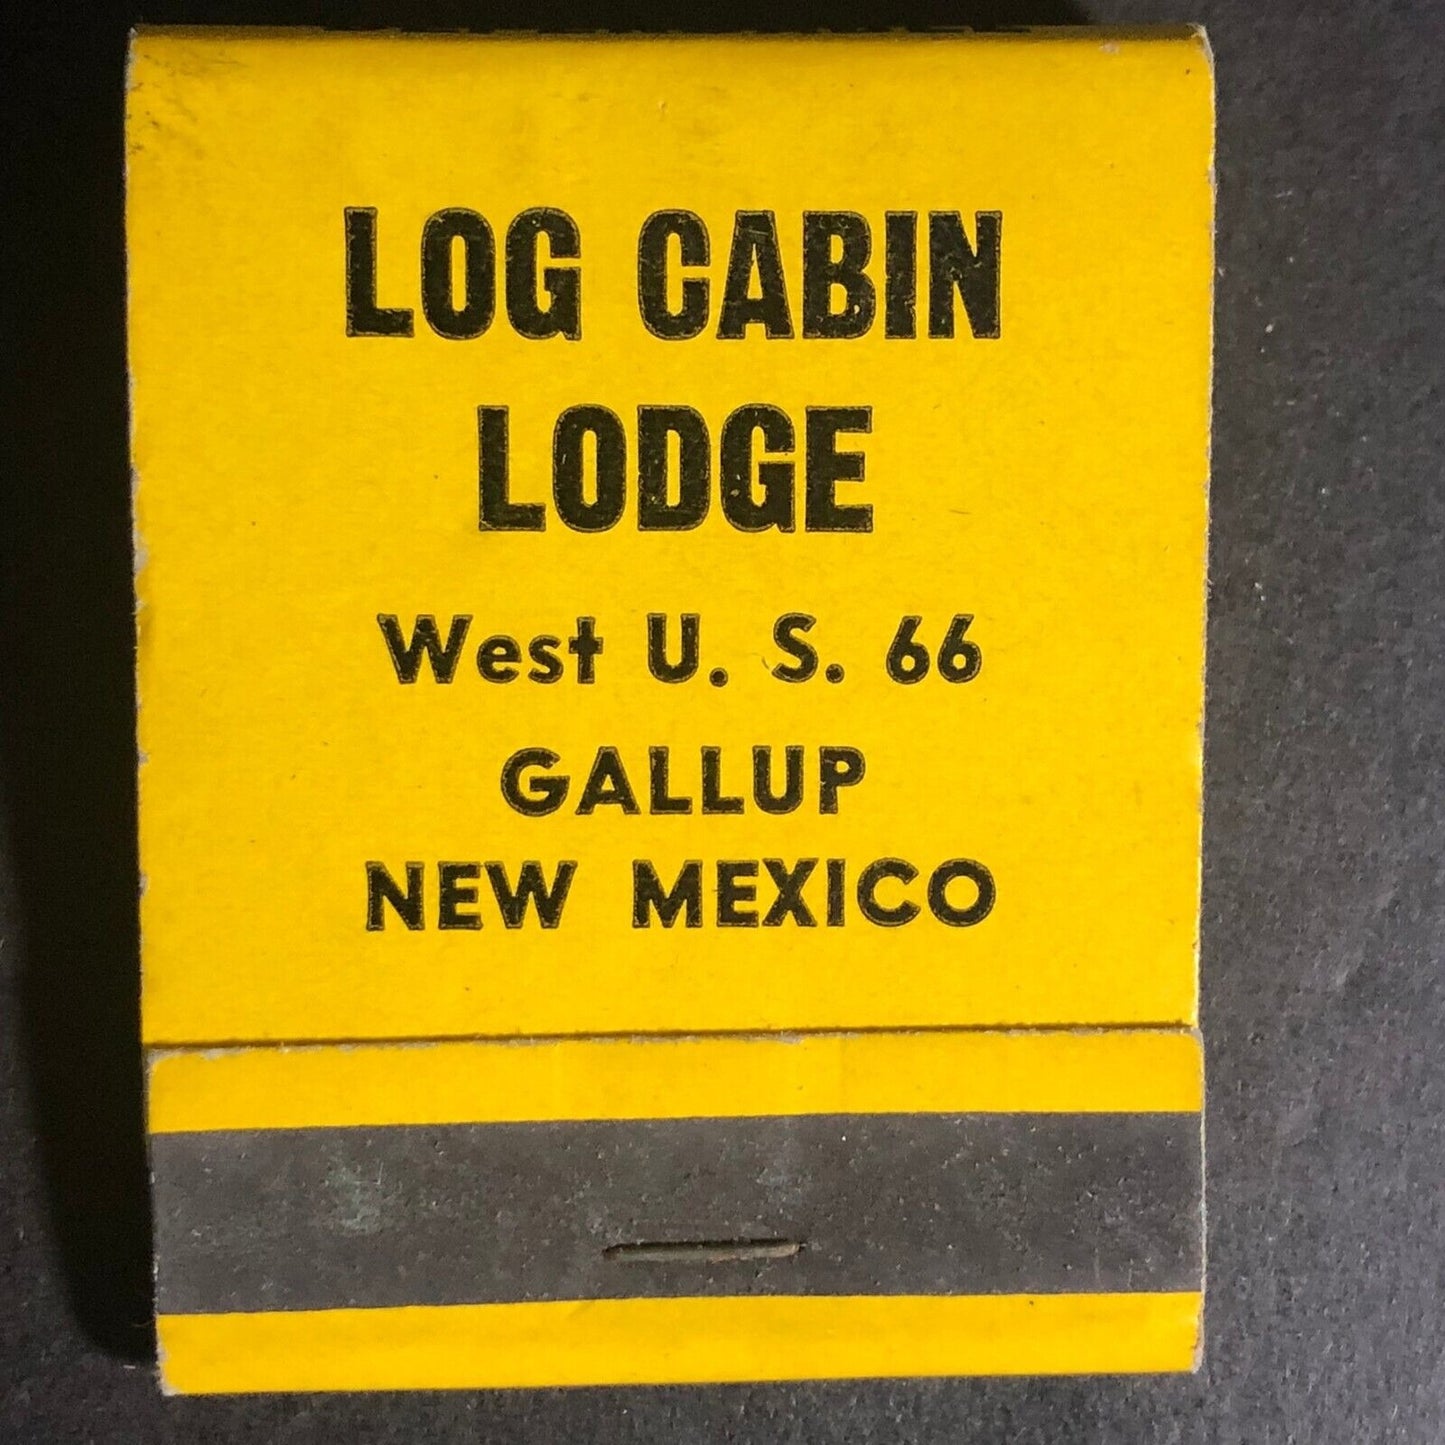 LOG CABIN
LODGE
West U. S. 66
GALLUP
NEW MEXICO